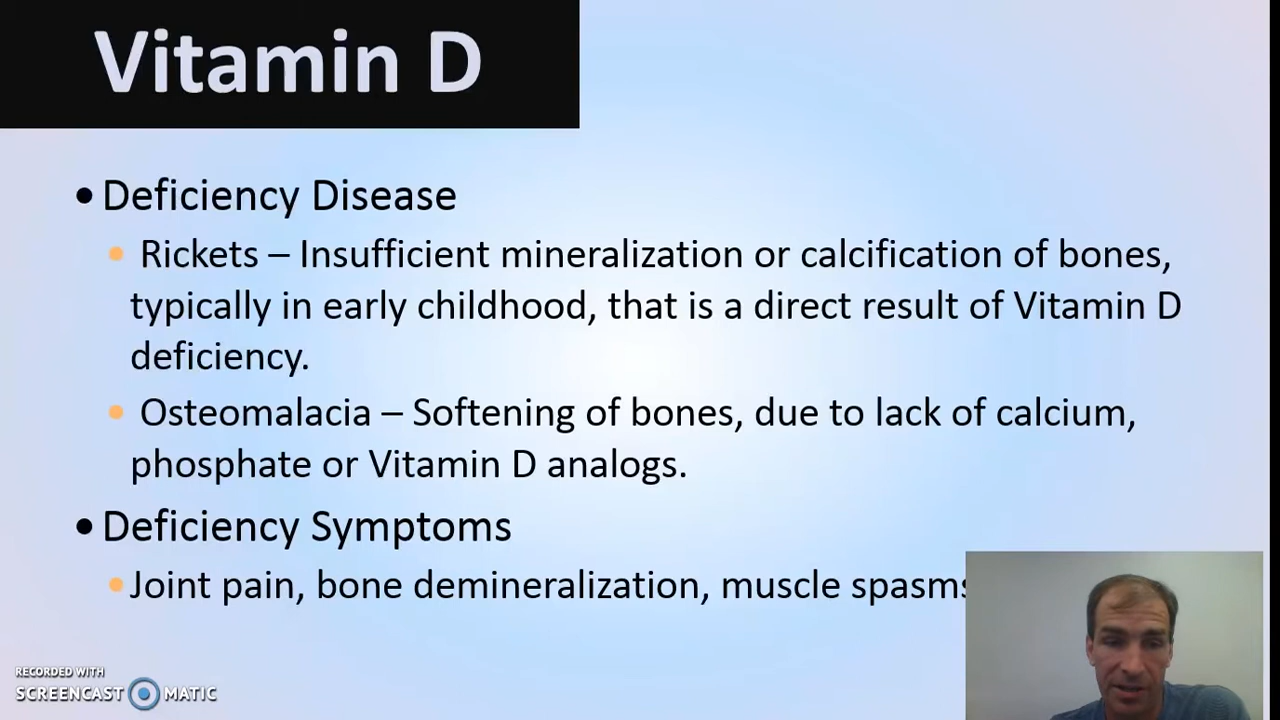 Vitamin D
• Deficiency Disease
• Rickets – Insufficient mineralization or calcification of bones,
typically in early childhood, that is a direct result of Vitamin D
deficiency.
• Osteomalacia – Softening of bones, due to lack of calcium,
phosphate or Vitamin D analogs.
• Deficiency Symptoms
• Joint pain, bone demineralization, muscle spasms
RECORDED WITH
SCREENCAST MATIC